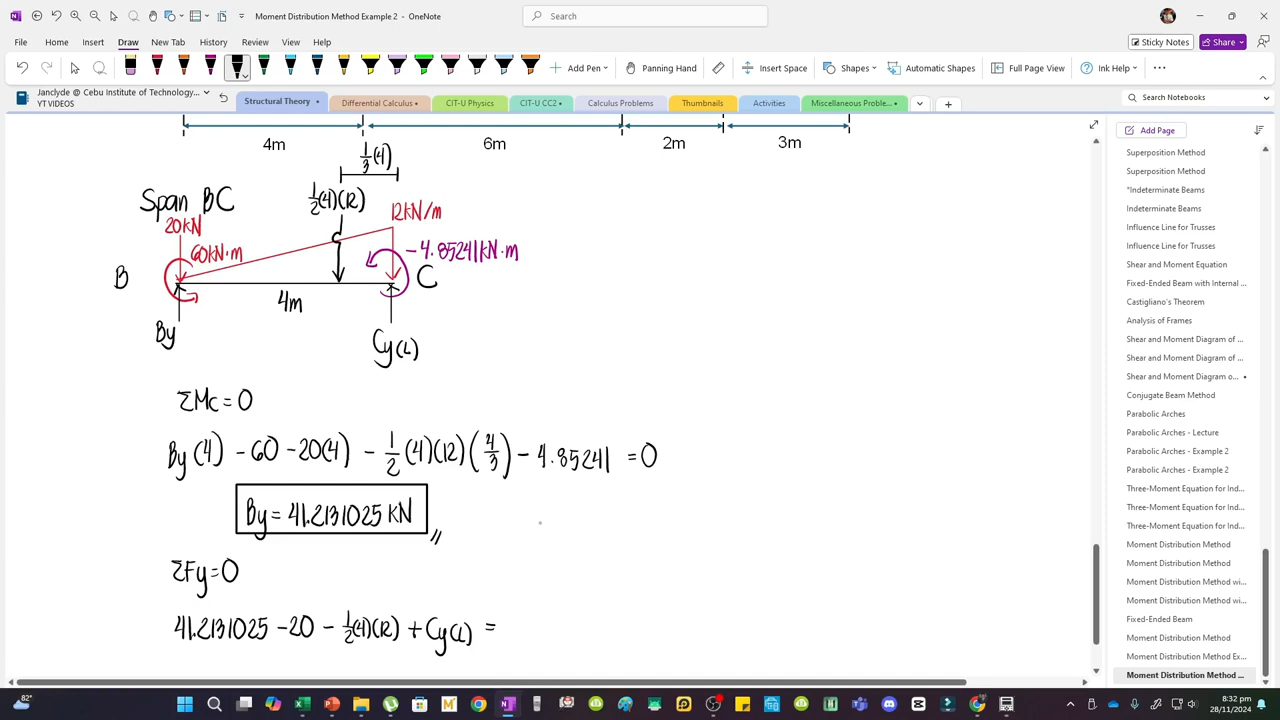 Moment Distribution Method Example 2 - OneNote
Search
File Home Insert Draw New Tab History Review View Help
Sticky Notes
Share
Add Pen
Panning Hand
Insert Space
Shapes
Automatic Shapes
Full Page View
Ink Help
Janclyde @ Cebu Institute of Technology...
YT VIDEOS
Structural Theory
Differential Calculus
CIT-U Physics
CIT-U CC2
Calculus Problems
Thumbnails
Activities
Miscellaneous Proble...
Search Notebooks
Add Page
4m
6m
2m
3m
1/3(4)
Span BC
1/2(4)(12)
20kN
12kN/m
60kN·m
-4.85241kN·m
B
C
4m
By
Cy(L)
ΣMc=0
By(4) -60 -20(4) - 1/2(4)(12)(4/3) - 4.85241 =0
By = 41.2131025 KN
ΣFy=0
41.2131025 -20 - 1/2(4)(12) + Cy(L) =
Superposition Method
Superposition Method
*Indeterminate Beams
Indeterminate Beams
Influence Line for Trusses
Influence Line for Trusses
Shear and Moment Equation
Fixed-Ended Beam with Internal ...
Castigliano's Theorem
Analysis of Frames
Shear and Moment Diagram of ...
Shear and Moment Diagram of ...
Shear and Moment Diagram o...
Conjugate Beam Method
Parabolic Arches
Parabolic Arches - Lecture
Parabolic Arches - Example 2
Parabolic Arches - Example 2
Three-Moment Equation for Ind...
Three-Moment Equation for Ind...
Three-Moment Equation for Ind...
Moment Distribution Method
Moment Distribution Method
Moment Distribution Method wi...
Moment Distribution Method wi...
Fixed-Ended Beam
Moment Distribution Method
Moment Distribution Method Ex...
Moment Distribution Method ...
82°
8:32 pm
28/11/2024